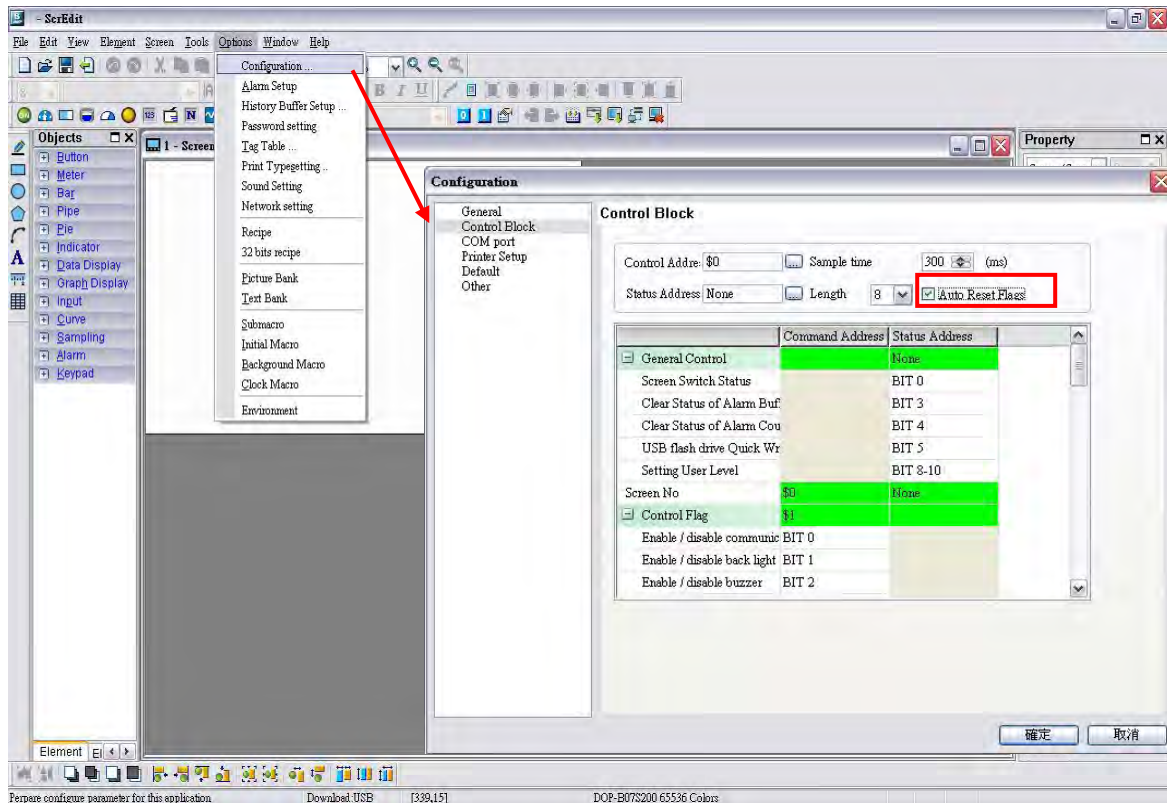 - ScrEdit
File Edit View Element Screen Tools Options Window Help
Configuration ...
Alarm Setup
History Buffer Setup ...
Password setting
Tag Table ...
Print Typesetting ..
Sound Setting
Network setting
Recipe
32 bits recipe
Picture Bank
Text Bank
Submacro
Initial Macro
Background Macro
Clock Macro
Environment
B I U
Objects
Button
Meter
Bar
Pipe
Pie
Indicator
Data Display
Graph Display
Input
Curve
Sampling
Alarm
Keypad
Element El
1 - Screen
Property
Configuration
General
Control Block
COM port
Printer Setup
Default
Other
Control Block
Control Addre: $0 ... Sample time 300 (ms)
Status Address None ... Length 8 Auto Reset Flags
Command Address Status Address
General Control None
Screen Switch Status BIT 0
Clear Status of Alarm Buf: BIT 3
Clear Status of Alarm Cou BIT 4
USB flash drive Quick Wr BIT 5
Setting User Level BIT 8-10
Screen No $0 None
Control Flag $1
Enable / disable communic BIT 0
Enable / disable back light BIT 1
Enable / disable buzzer BIT 2
確定 取消
Perpare configure parameter for this application Download:USB [339,15] DOP-B07S200 65536 Colors